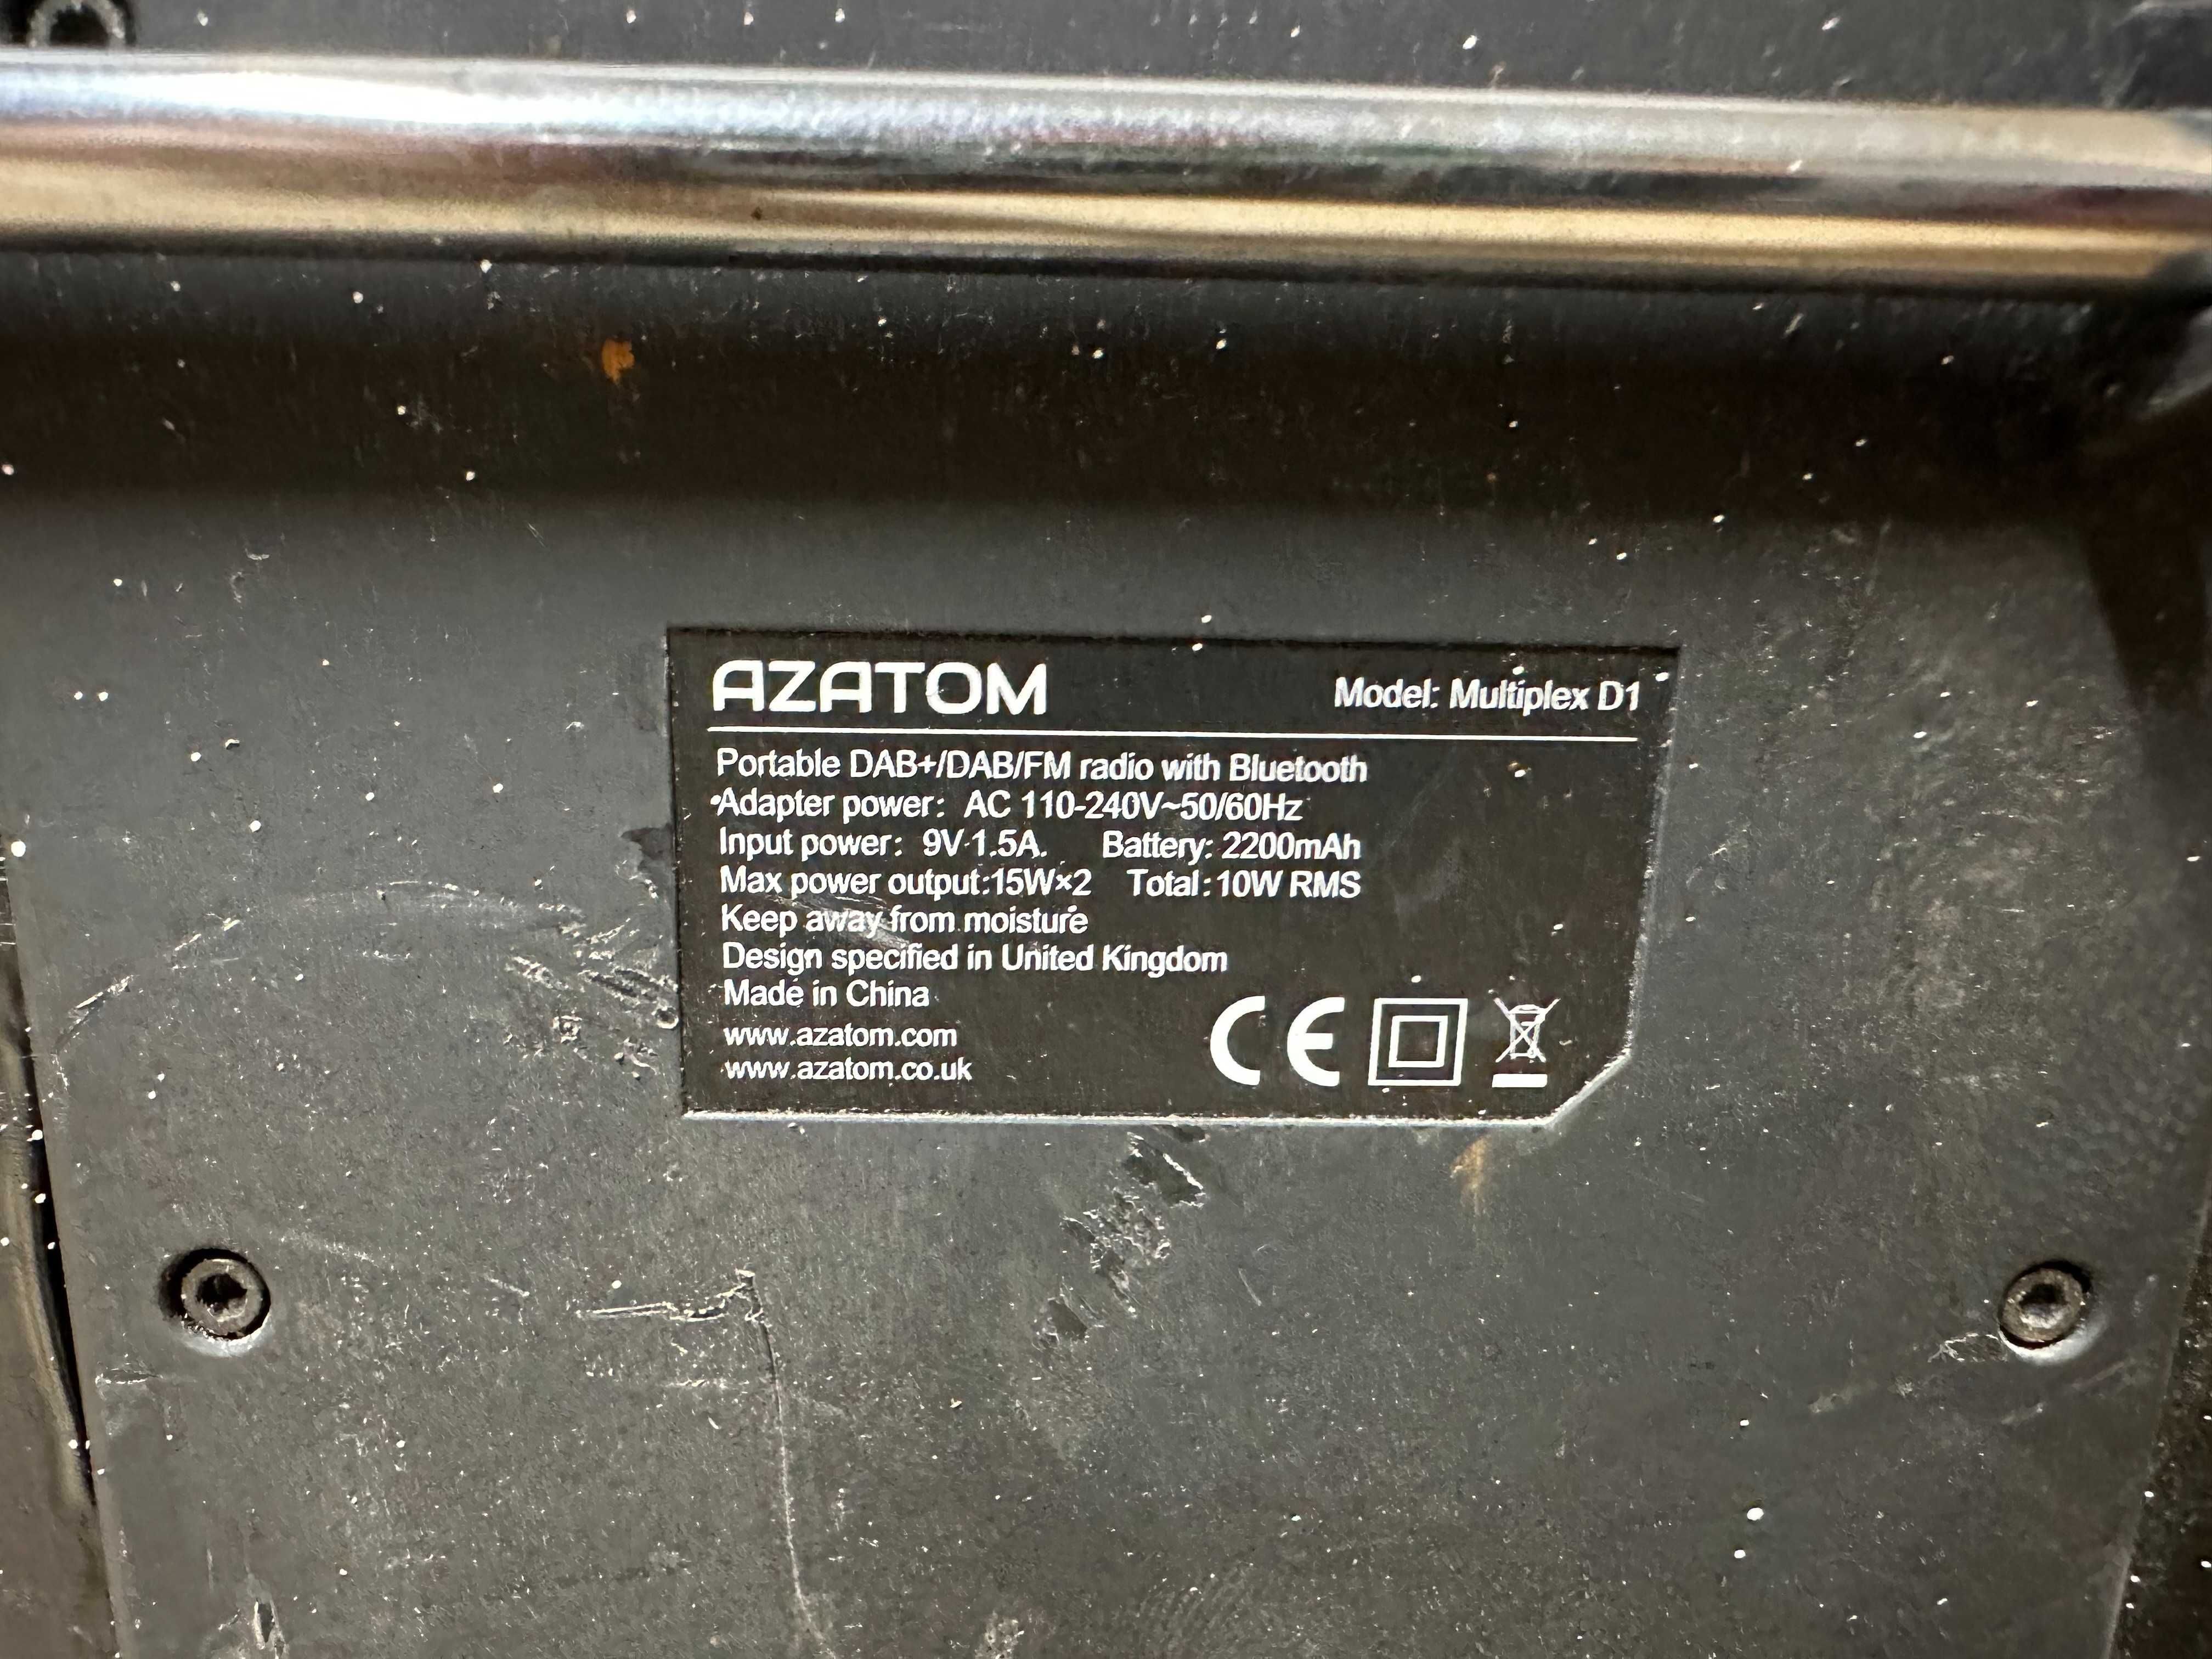 AZATOM Model: Multiplex D1
Portable DAB+/DAB/FM radio with Bluetooth
Adapter power: AC 110-240V~50/60Hz
Input power: 9V 1.5A. Battery: 2200mAh
Max power output:15W×2 Total:10W RMS
Keep away from moisture
Design specified in United Kingdom
Made in China
www.azatom.com
www.azatom.co.uk
CE